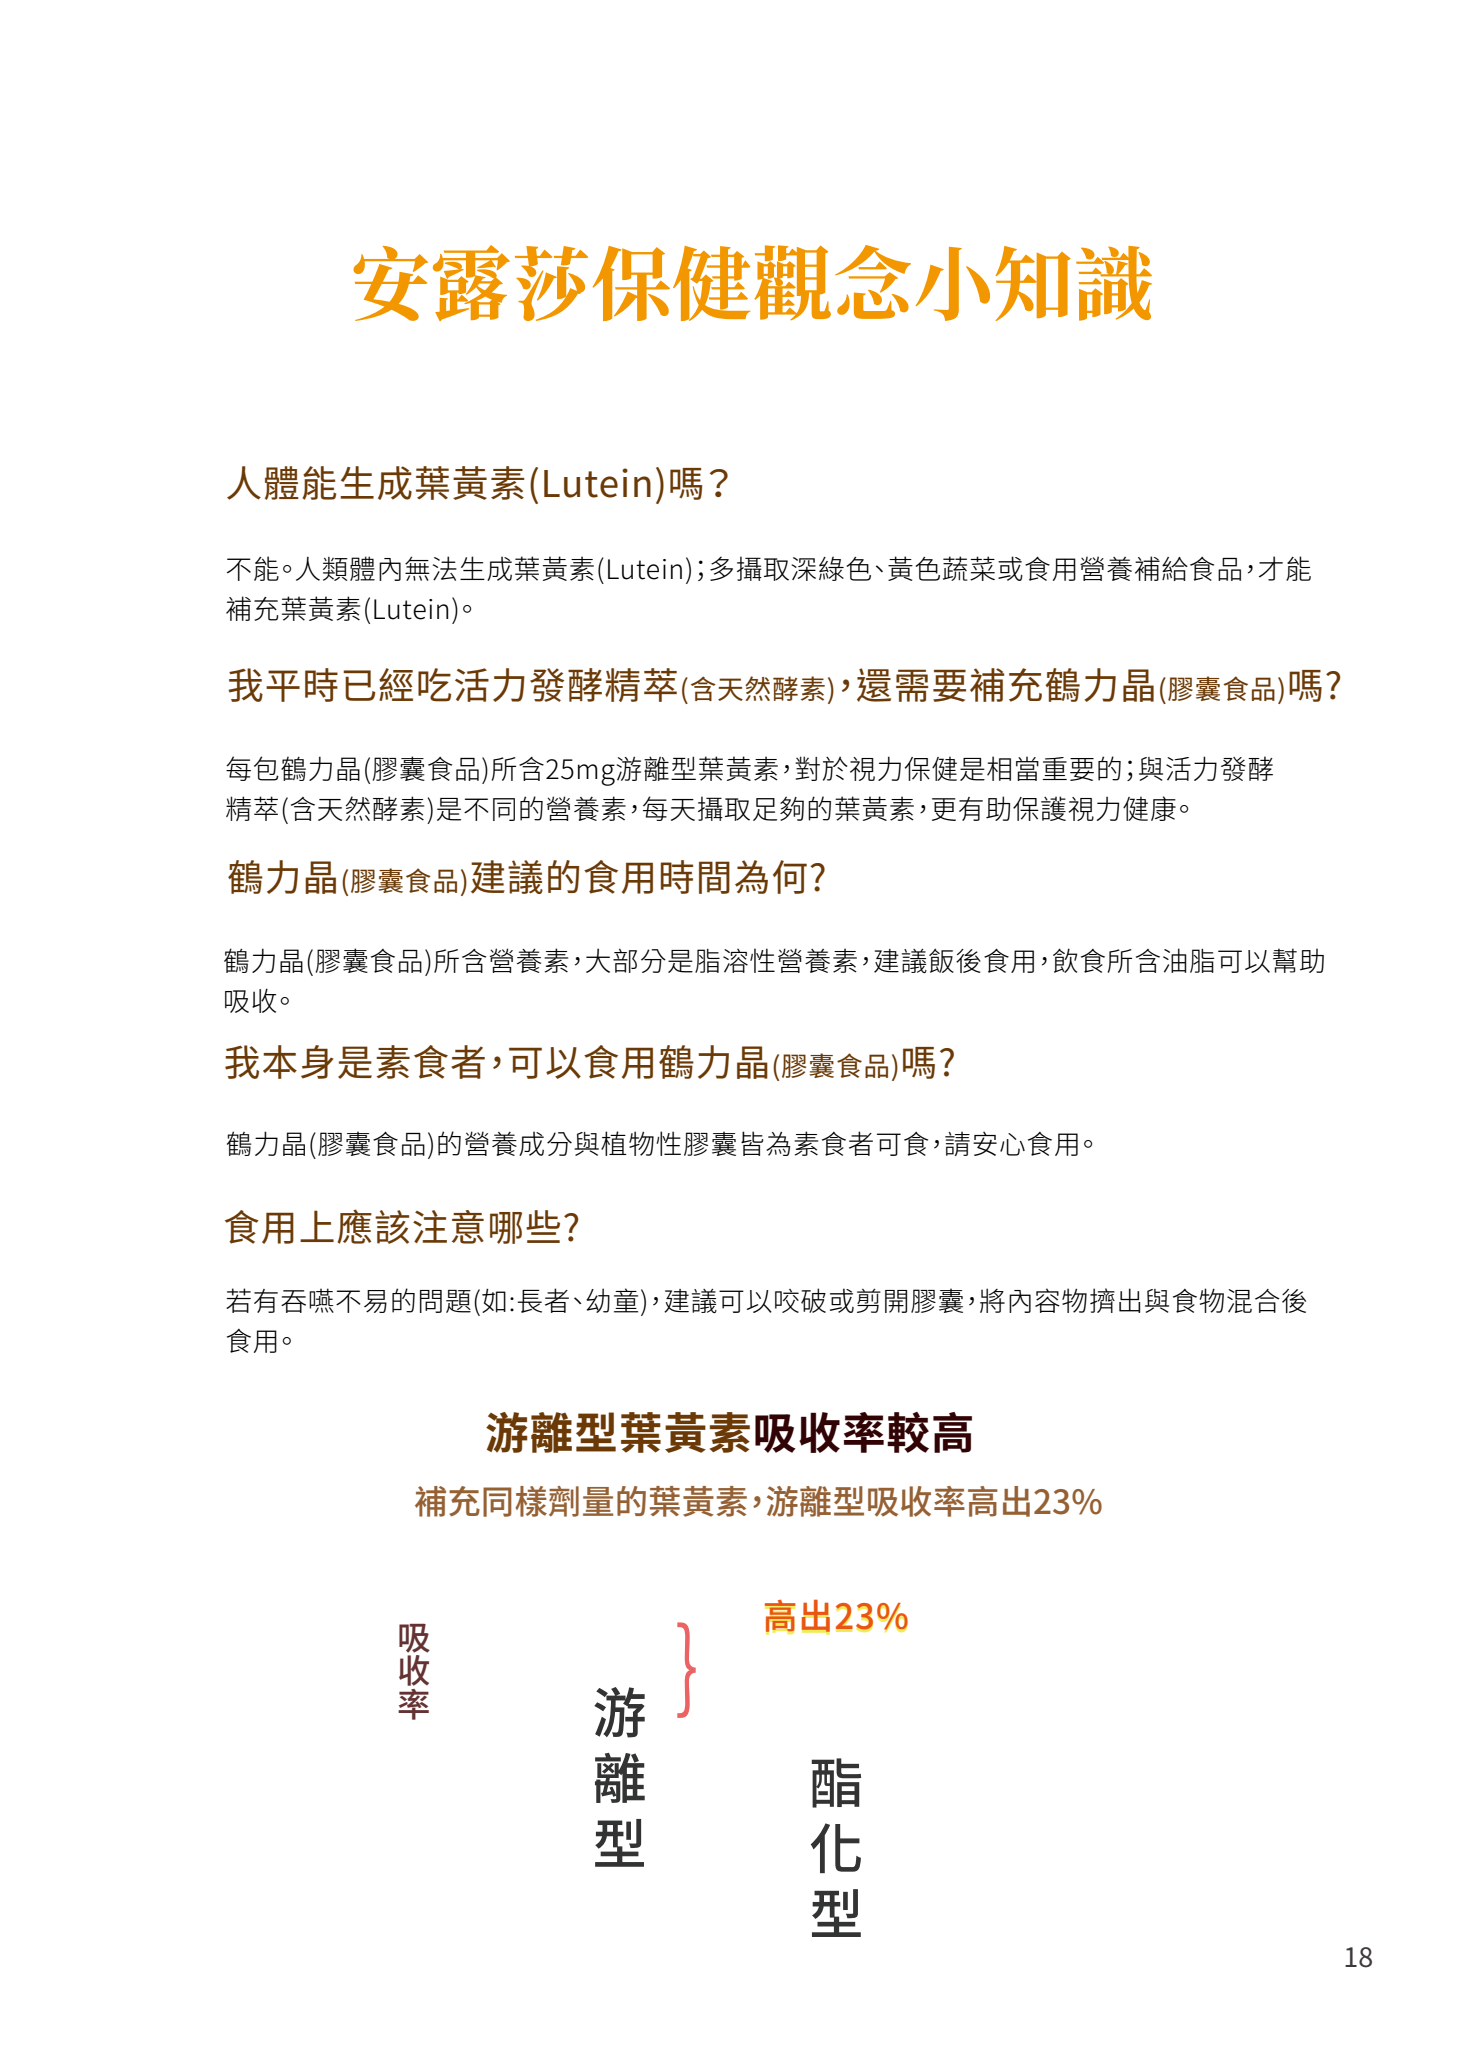 安露莎保健觀念小知識
人體能生成葉黃素(Lutein)嗎？
不能。人類體內無法生成葉黃素(Lutein)；多攝取深綠色、黃色蔬菜或食用營養補給食品，才能
補充葉黃素(Lutein)。
我平時已經吃活力發酵精萃(含天然酵素)，還需要補充鶴力晶(膠囊食品)嗎?
每包鶴力晶(膠囊食品)所含25mg游離型葉黃素，對於視力保健是相當重要的；與活力發酵
精萃(含天然酵素)是不同的營養素，每天攝取足夠的葉黃素，更有助保護視力健康。
鶴力晶(膠囊食品)建議的食用時間為何?
鶴力晶(膠囊食品)所含營養素，大部分是脂溶性營養素，建議飯後食用，飲食所含油脂可以幫助
吸收。
我本身是素食者，可以食用鶴力晶(膠囊食品)嗎?
鶴力晶(膠囊食品)的營養成分與植物性膠囊皆為素食者可食，請安心食用。
食用上應該注意哪些?
若有吞嚥不易的問題(如:長者、幼童)，建議可以咬破或剪開膠囊，將內容物擠出與食物混合後
食用。
游離型葉黃素吸收率較高
補充同樣劑量的葉黃素，游離型吸收率高出23%
高出23%
吸收率
游離型
酯化型
18